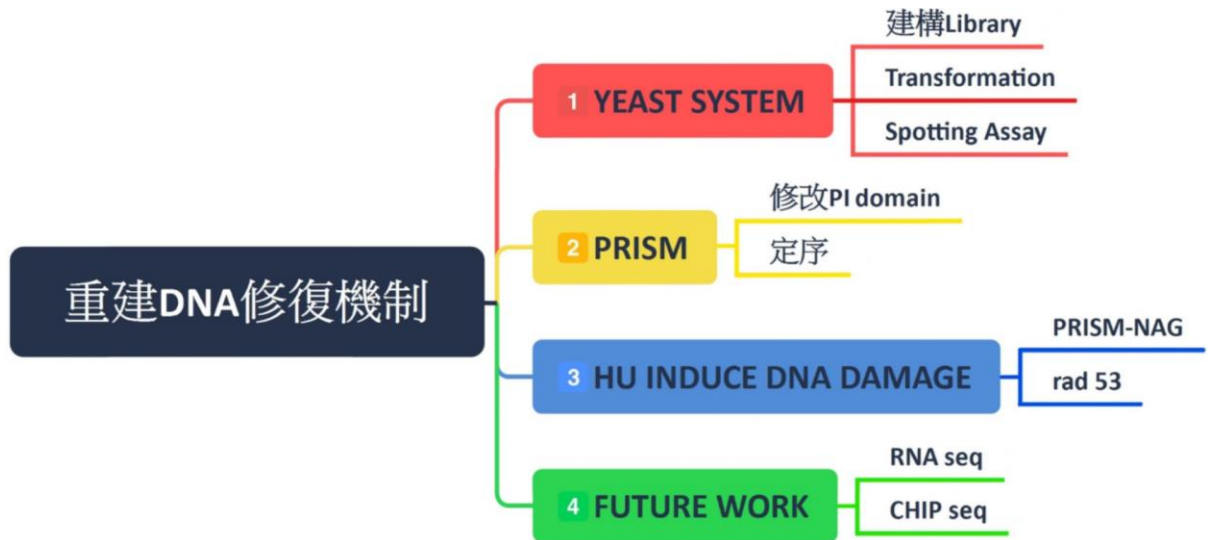 重建DNA修復機制
1 YEAST SYSTEM
建構Library
Transformation
Spotting Assay
2 PRISM
修改PI domain
定序
3 HU INDUCE DNA DAMAGE
PRISM-NAG
rad 53
4 FUTURE WORK
RNA seq
CHIP seq